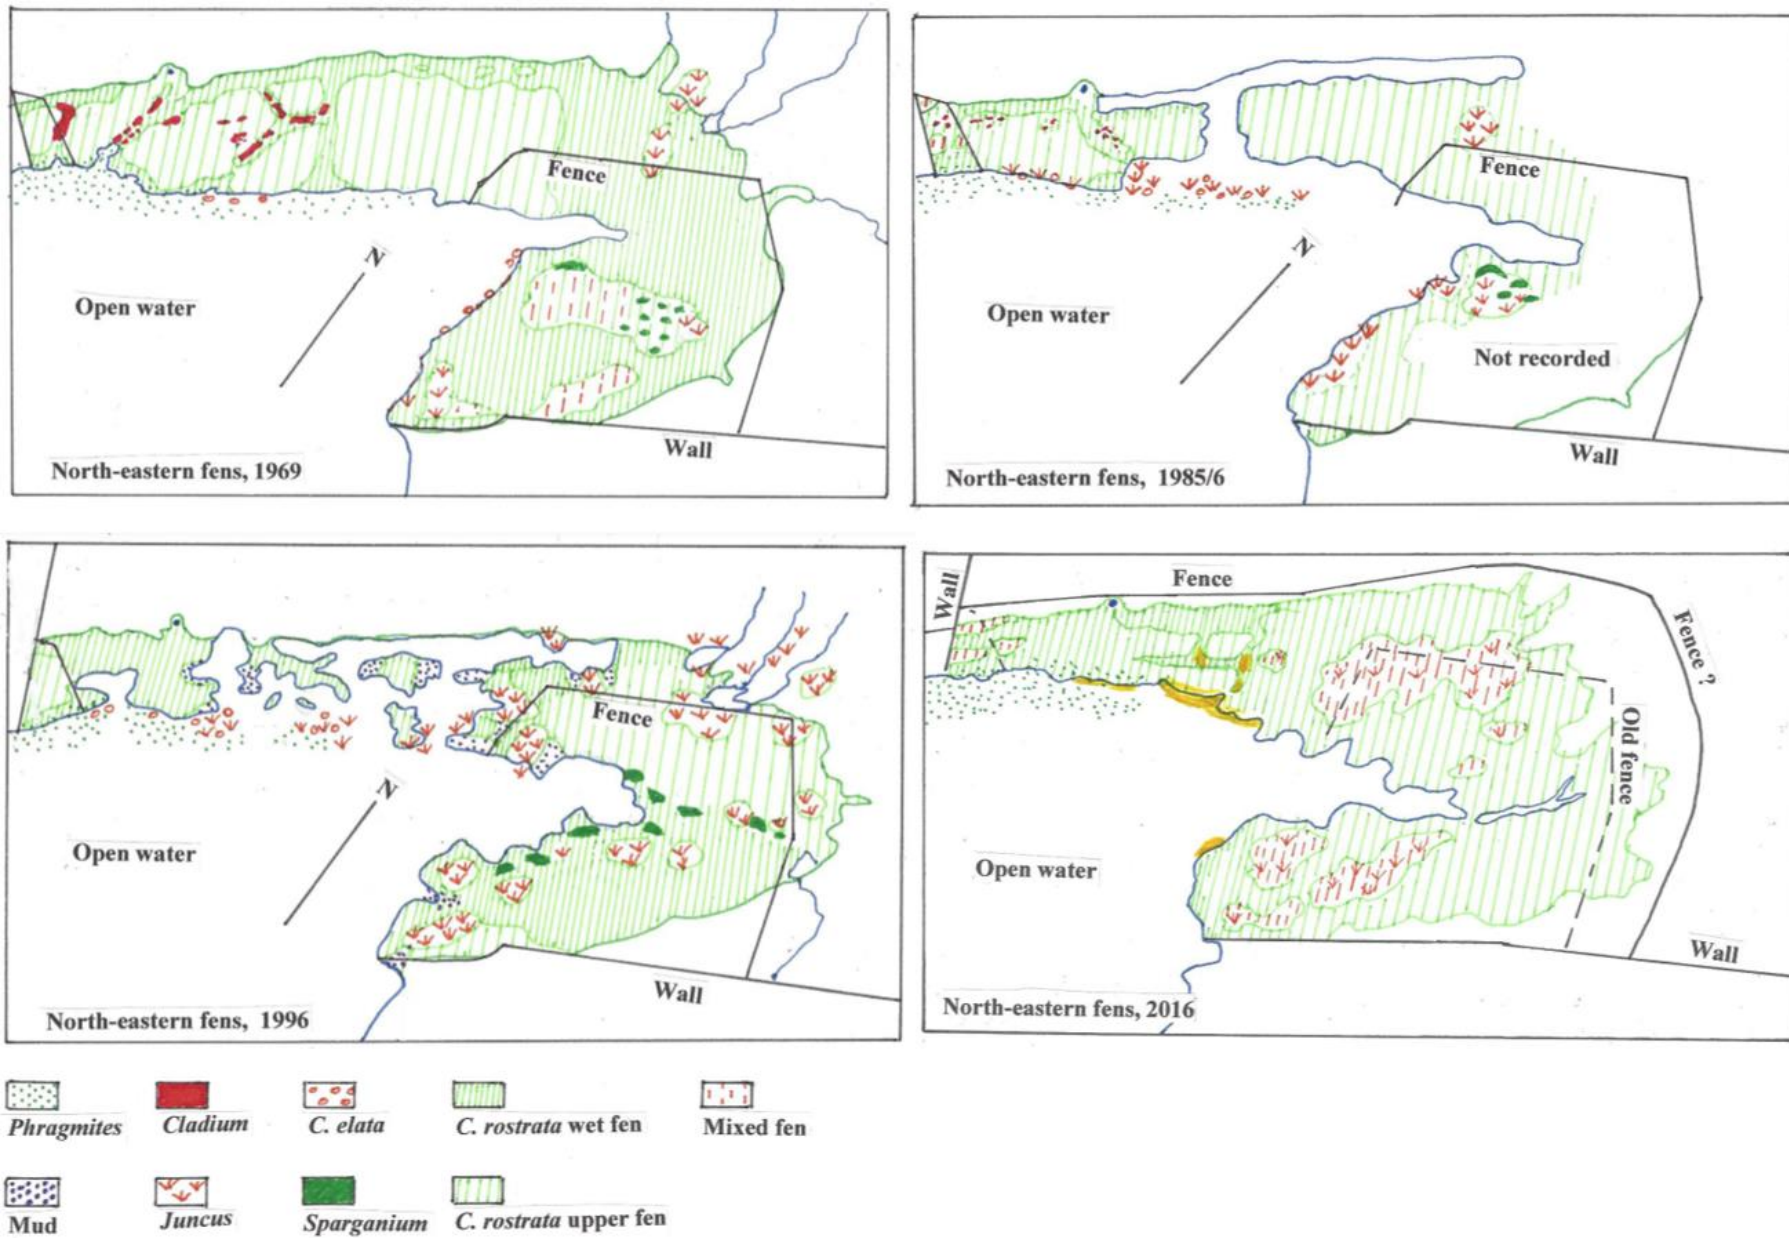 Fence
N
Open water
Wall
North-eastern fens, 1969
Fence
N
Open water
Not recorded
Wall
North-eastern fens, 1985/6
Fence
N
Open water
Wall
North-eastern fens, 1996
Wall
Fence
Fence ?
Old fence
Open water
Wall
North-eastern fens, 2016
Phragmites
Cladium
C. elata
C. rostrata wet fen
Mixed fen
Mud
Juncus
Sparganium
C. rostrata upper fen